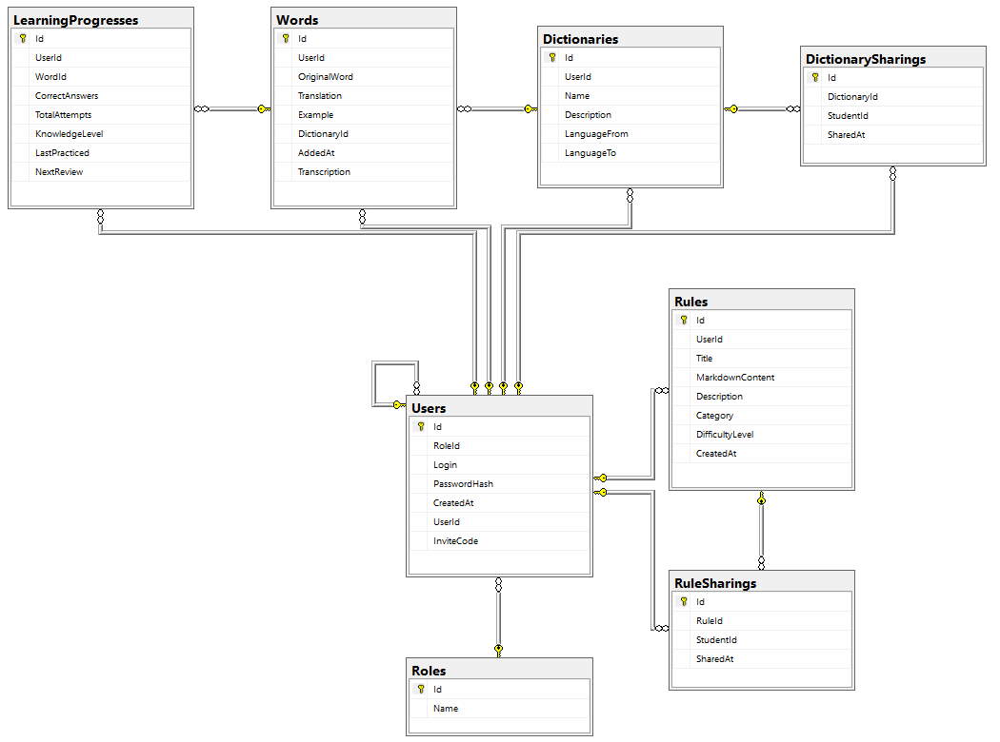 LearningProgresses
Id
UserId
WordId
CorrectAnswers
TotalAttempts
KnowledgeLevel
LastPracticed
NextReview
Words
Id
UserId
OriginalWord
Translation
Example
DictionaryId
AddedAt
Transcription
Dictionaries
Id
UserId
Name
Description
LanguageFrom
LanguageTo
DictionarySharings
Id
DictionaryId
StudentId
SharedAt
Users
Id
RoleId
Login
PasswordHash
CreatedAt
UserId
InviteCode
Rules
Id
UserId
Title
MarkdownContent
Description
Category
DifficultyLevel
CreatedAt
RuleSharings
Id
RuleId
StudentId
SharedAt
Roles
Id
Name